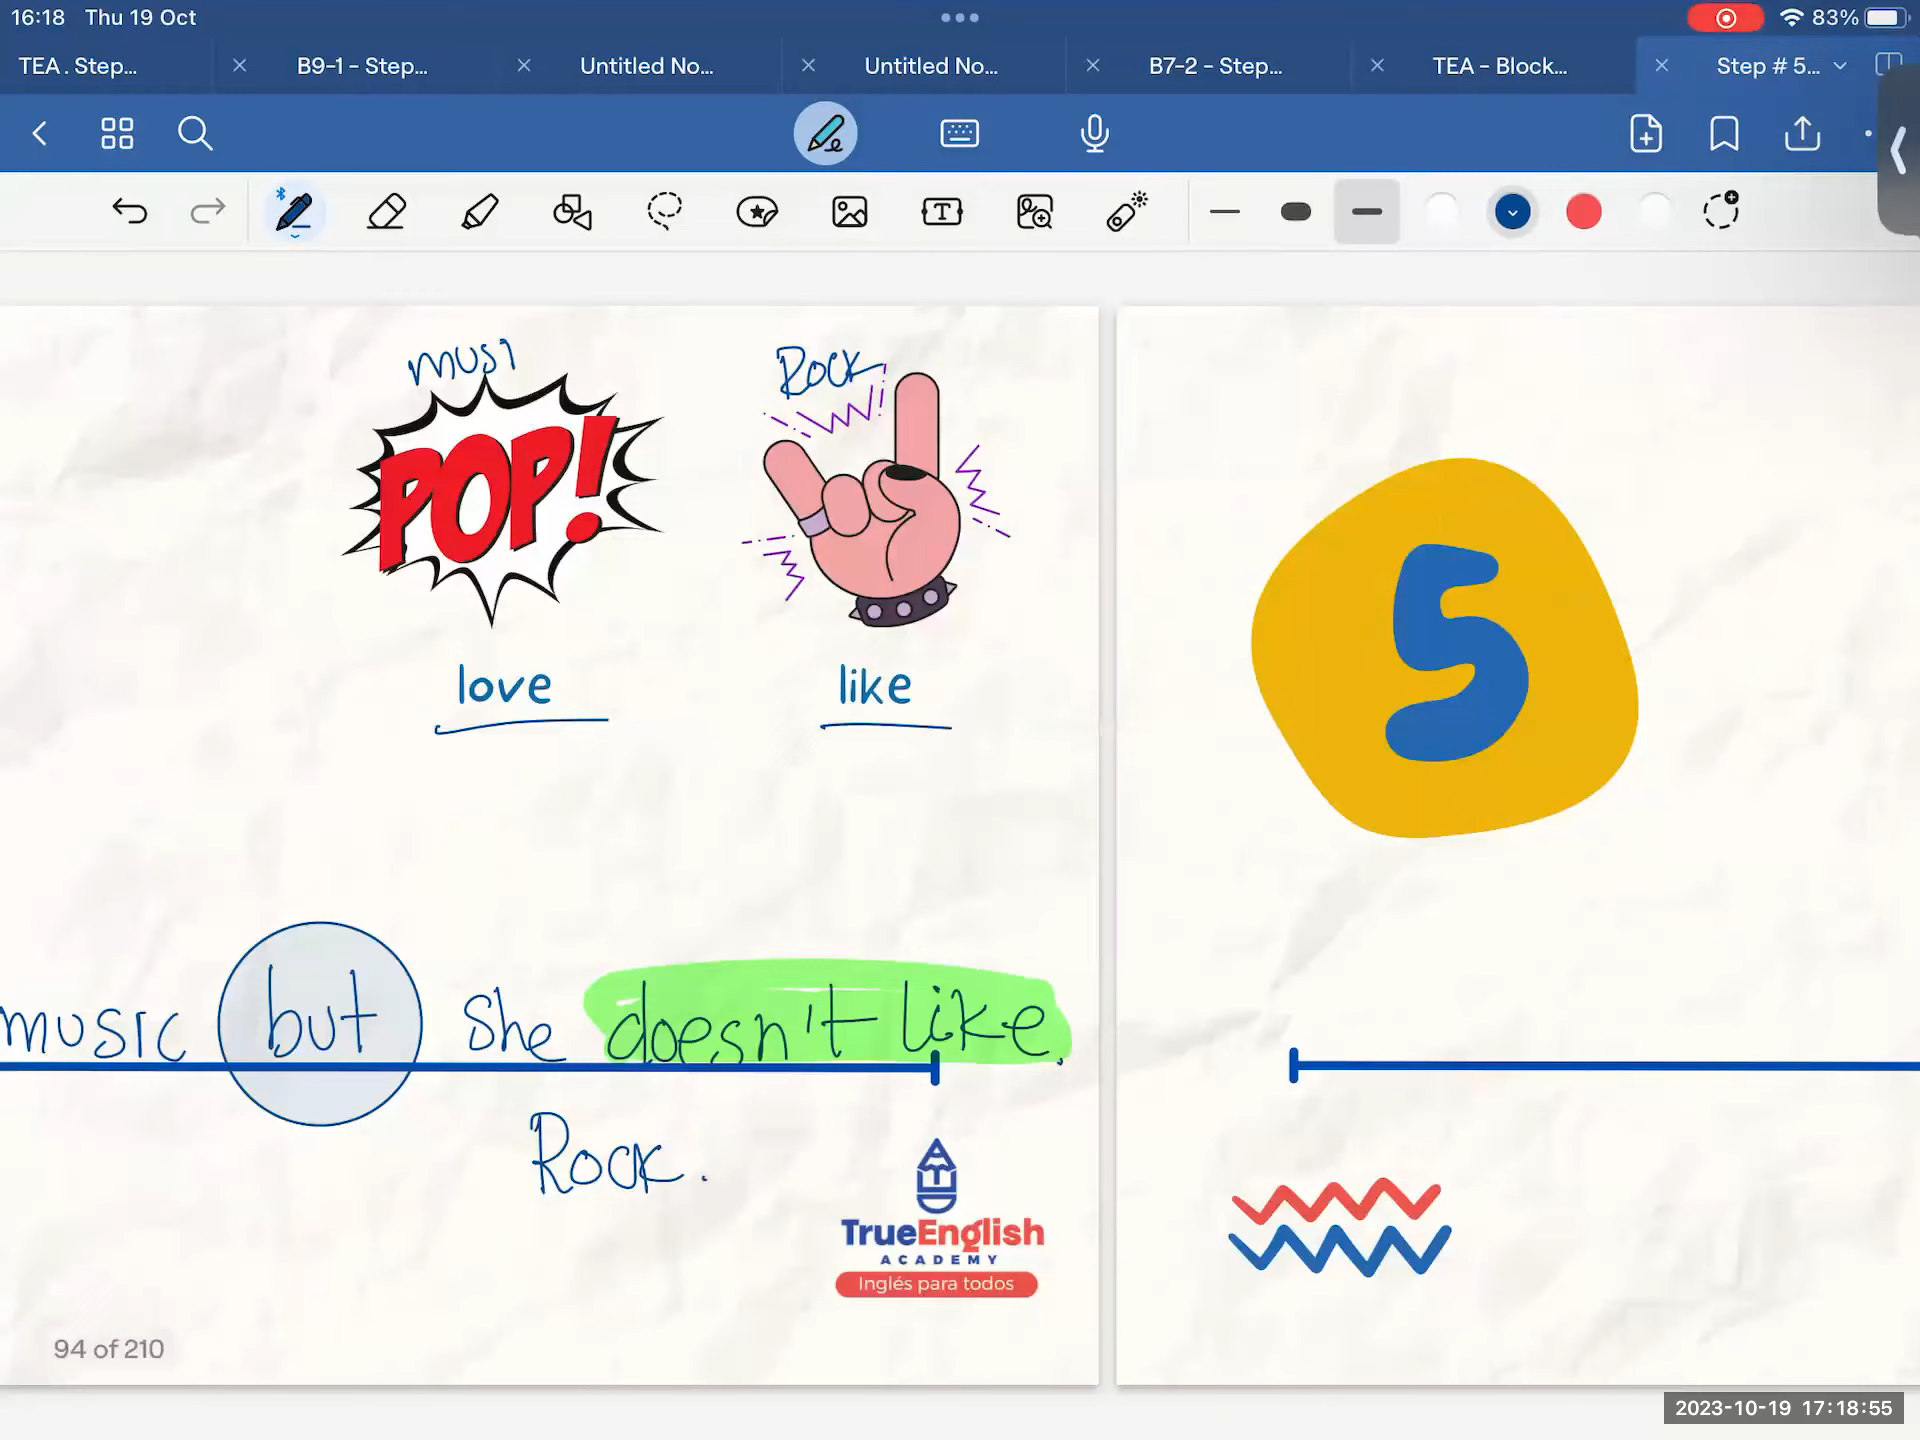 16:18 Thu 19 Oct 83%
TEA . Step... B9-1 - Step... Untitled No... Untitled No... B7-2 - Step... TEA - Block... Step # 5...
musi Rock
POP!
love like
5
music but she doesn't like.
Rock.
TrueEnglish
ACADEMY
Inglés para todos
94 of 210
2023-10-19 17:18:55